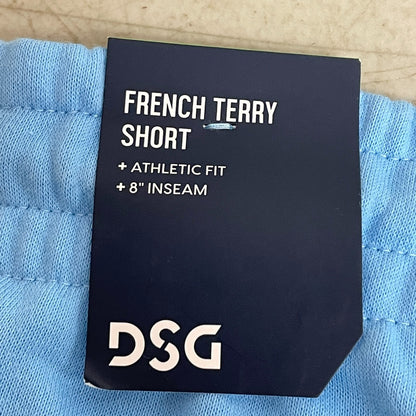 FRENCH TERRY
SHORT
+ ATHLETIC FIT
+ 8" INSEAM
DSG